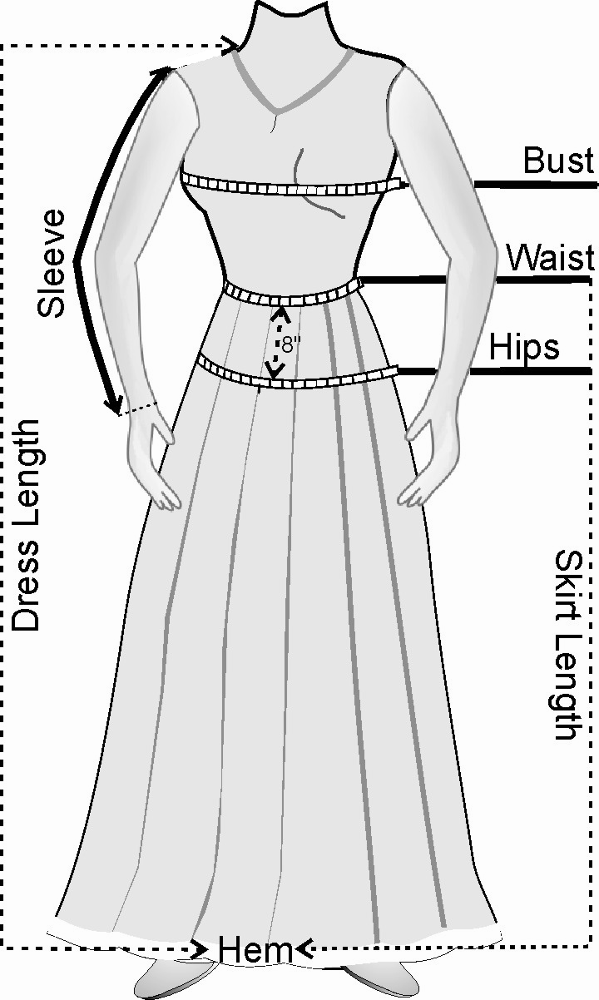 Bust
Waist
Sleeve
Hips
8"
Dress Length
Skirt Length
Hem